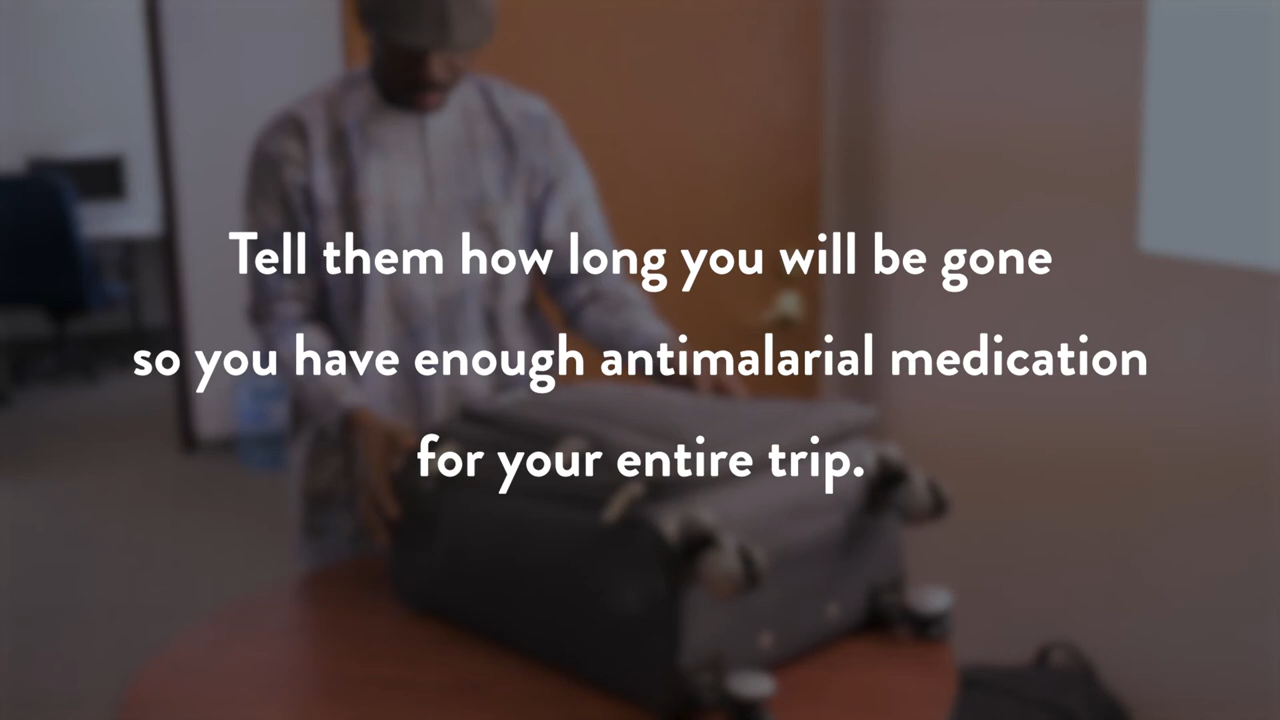 Tell them how long you will be gone
so you have enough antimalarial medication
for your entire trip.